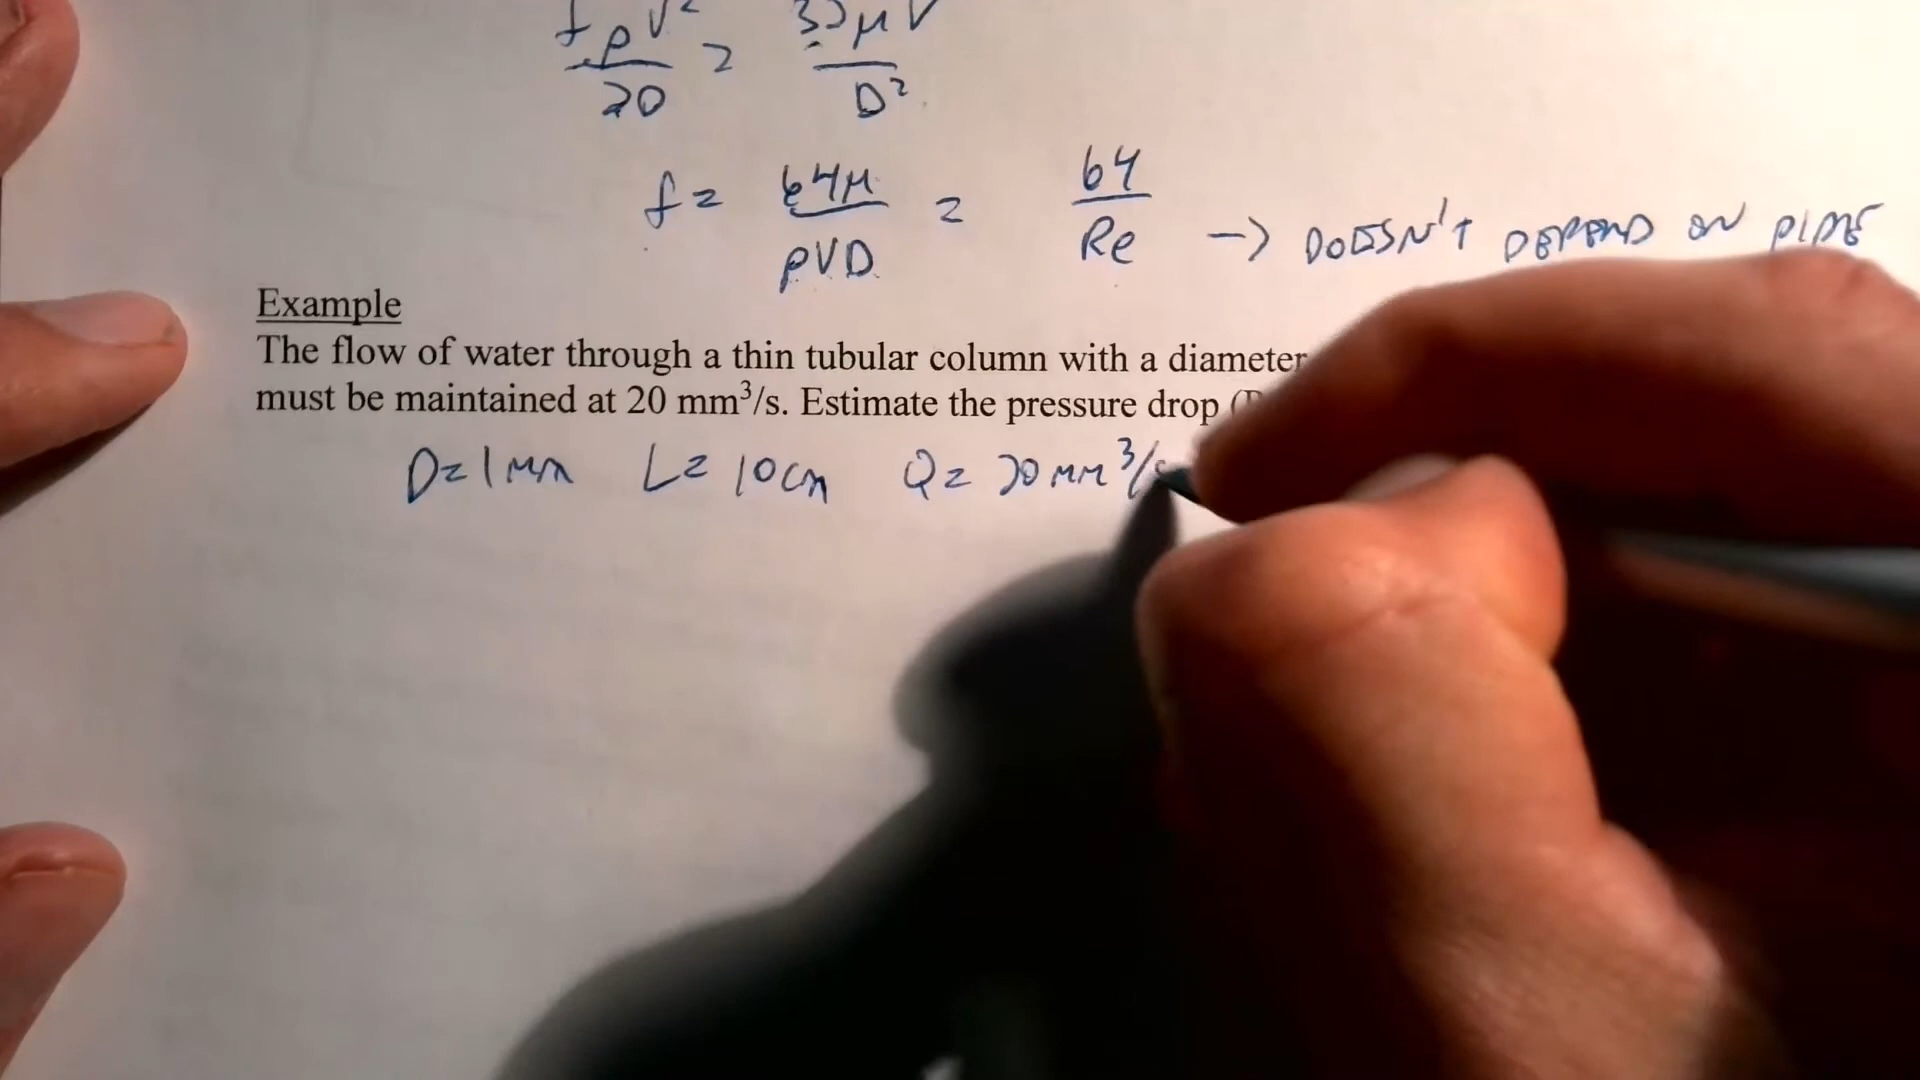 fρV² = 32μV
2D D²
f = 64μ = 64
ρVD Re → DOESN'T DEPEND ON PIPE
Example
The flow of water through a thin tubular column with a diameter
must be maintained at 20 mm³/s. Estimate the pressure drop
D=1mm L= 10cm Q= 20mm³/s